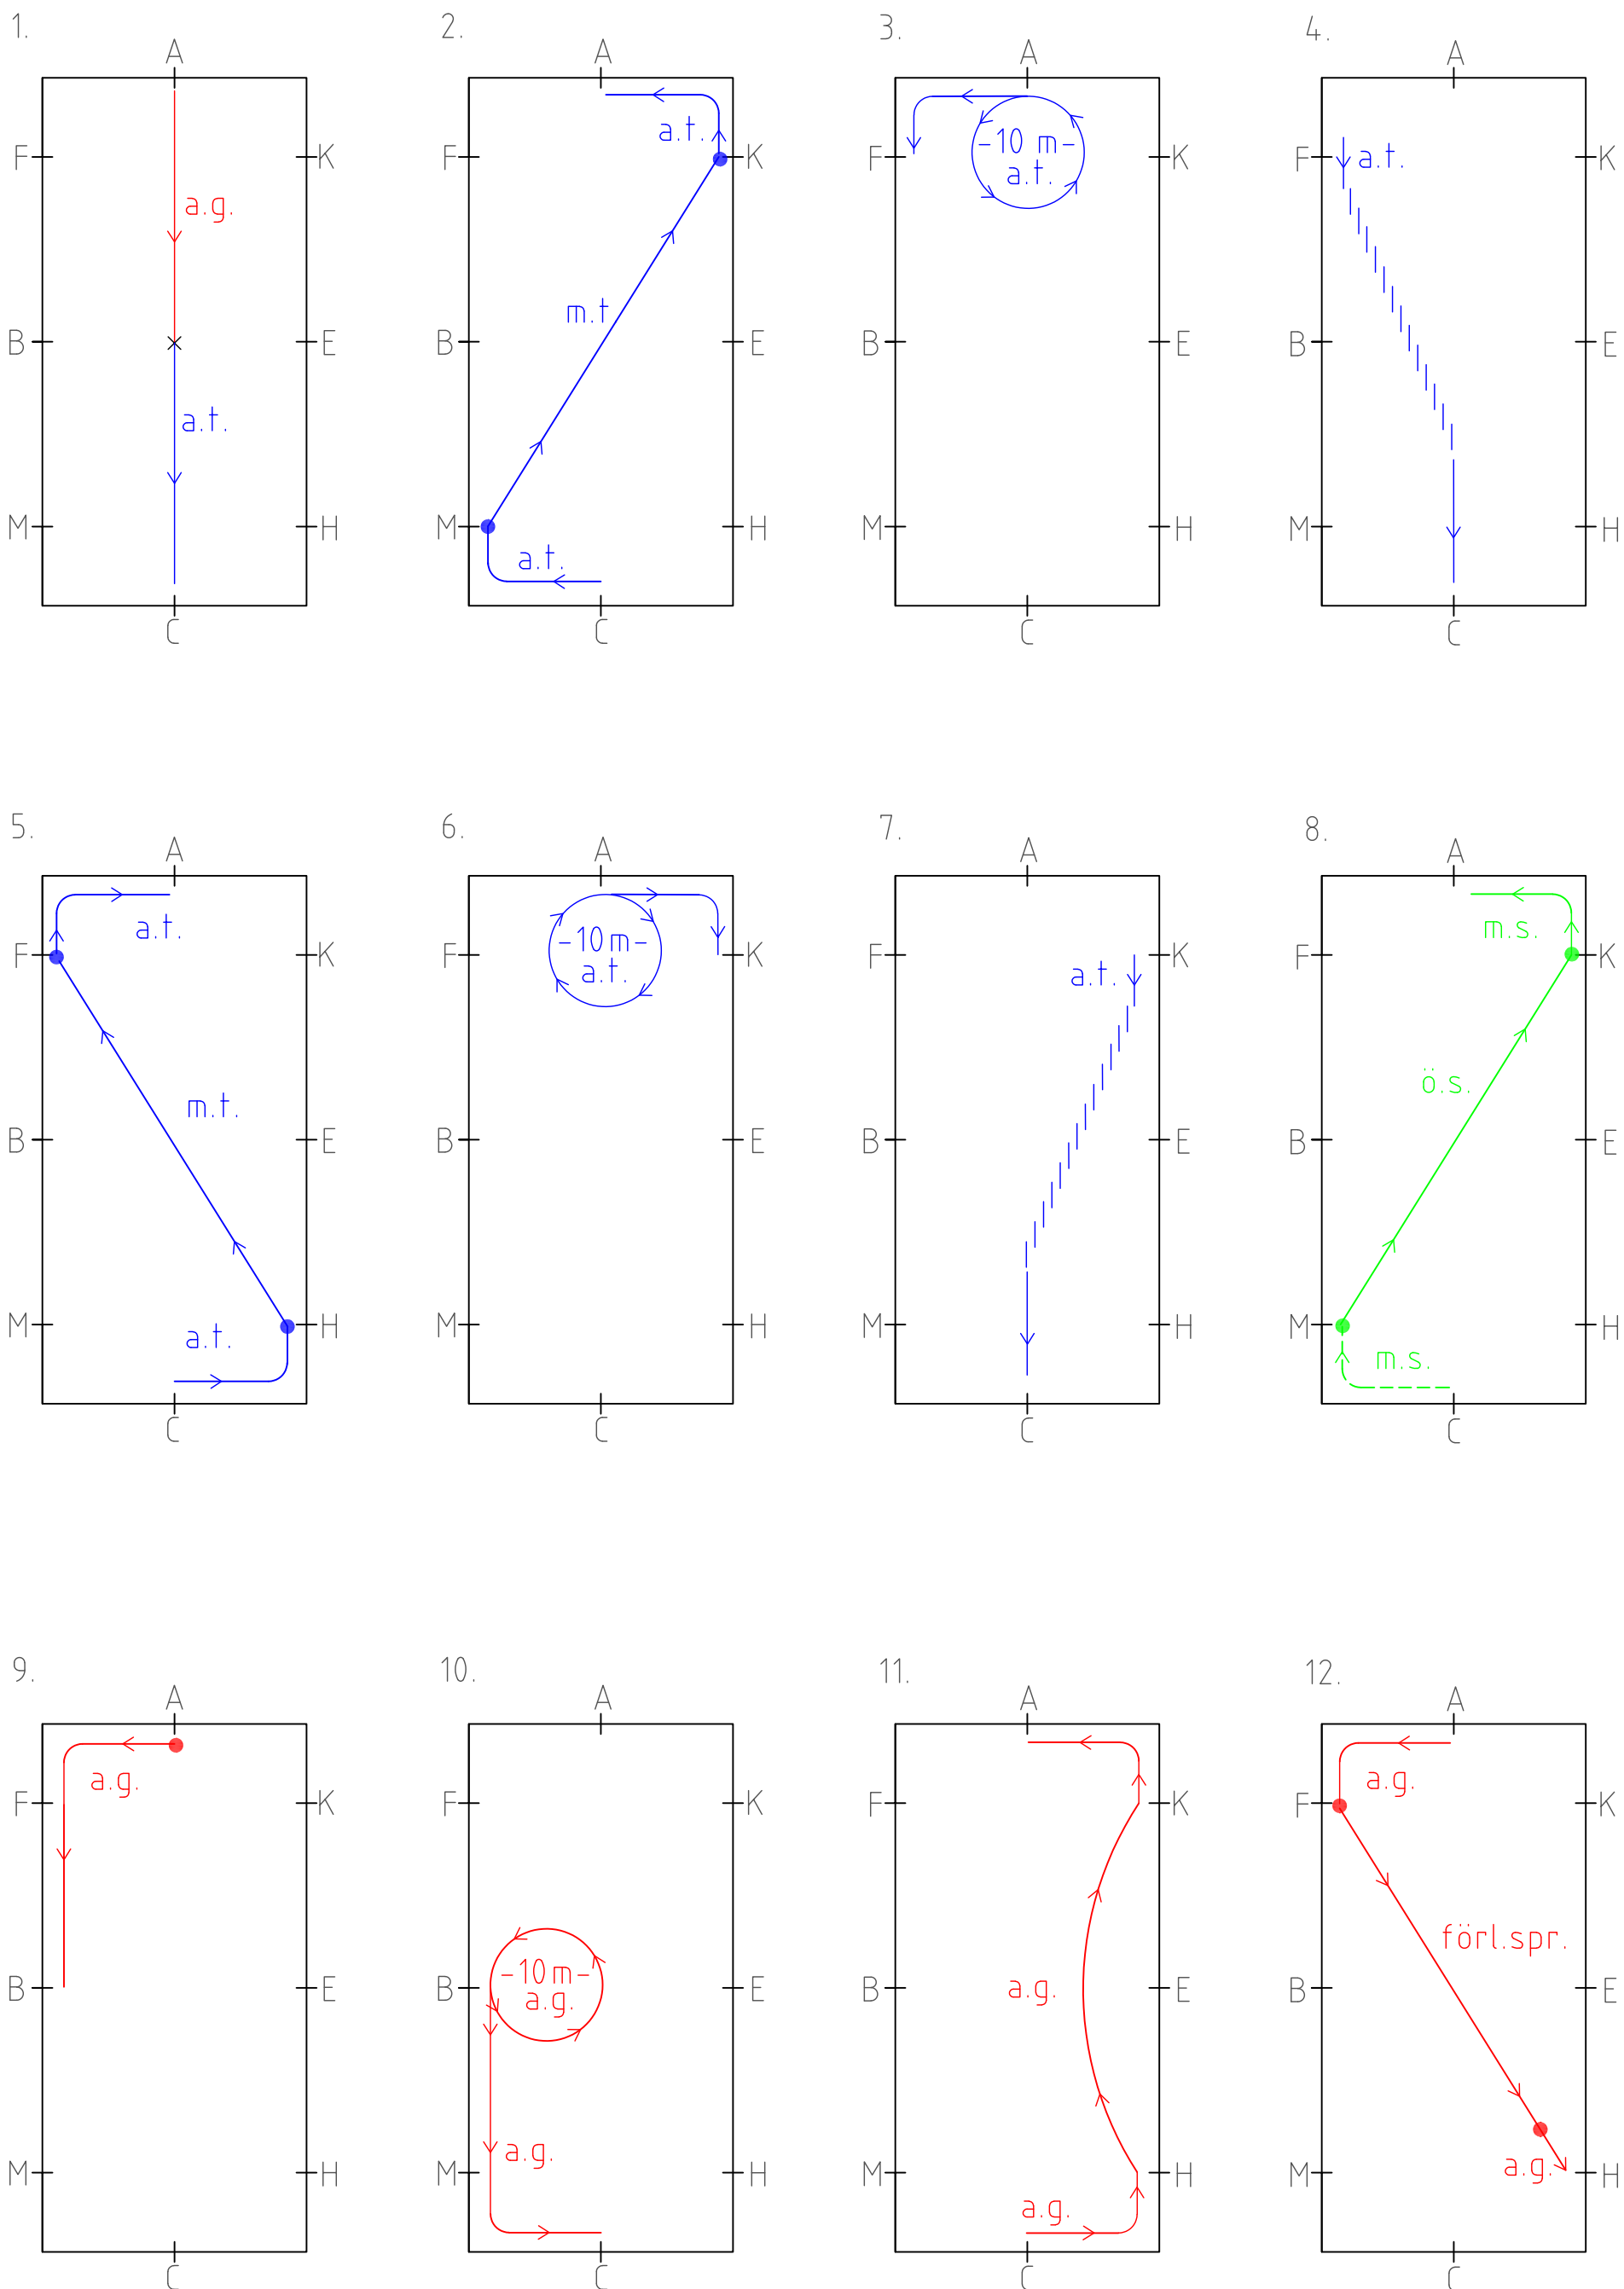 1. 2. 3. 4.
A A A A
F K F a.t. K F -10 m- K F a.t. K
a.t.
a.g.
m.t
B E B E B E B E
a.t.
M H M a.t. H M H M H
C C C C
5. 6. 7. 8.
A A A A
a.t. -10 m- m.s.
F K F a.t. K F a.t. K F K
m.t. ö.s.
B E B E B E B E
M a.t. H M H M H M m.s. H
C C C C
9. 10. 11. 12.
A A A A
a.g. a.g.
F K F K F K F K
förl.spr.
-10 m-
B E B a.g. E B a.g. E B E
M H M a.g. H M H M a.g. H
a.g.
C C C C